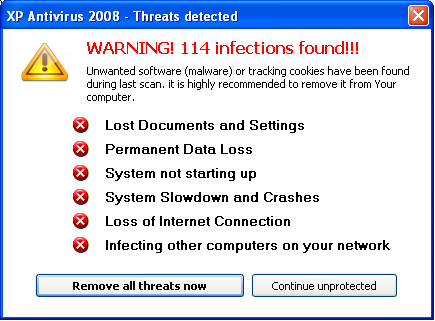 XP Antivirus 2008 - Threats detected
WARNING! 114 infections found!!!
Unwanted software (malware) or tracking cookies have been found
during last scan. it is highly recommended to remove it from Your
computer.
Lost Documents and Settings
Permanent Data Loss
System not starting up
System Slowdown and Crashes
Loss of Internet Connection
Infecting other computers on your network
Remove all threats now
Continue unprotected